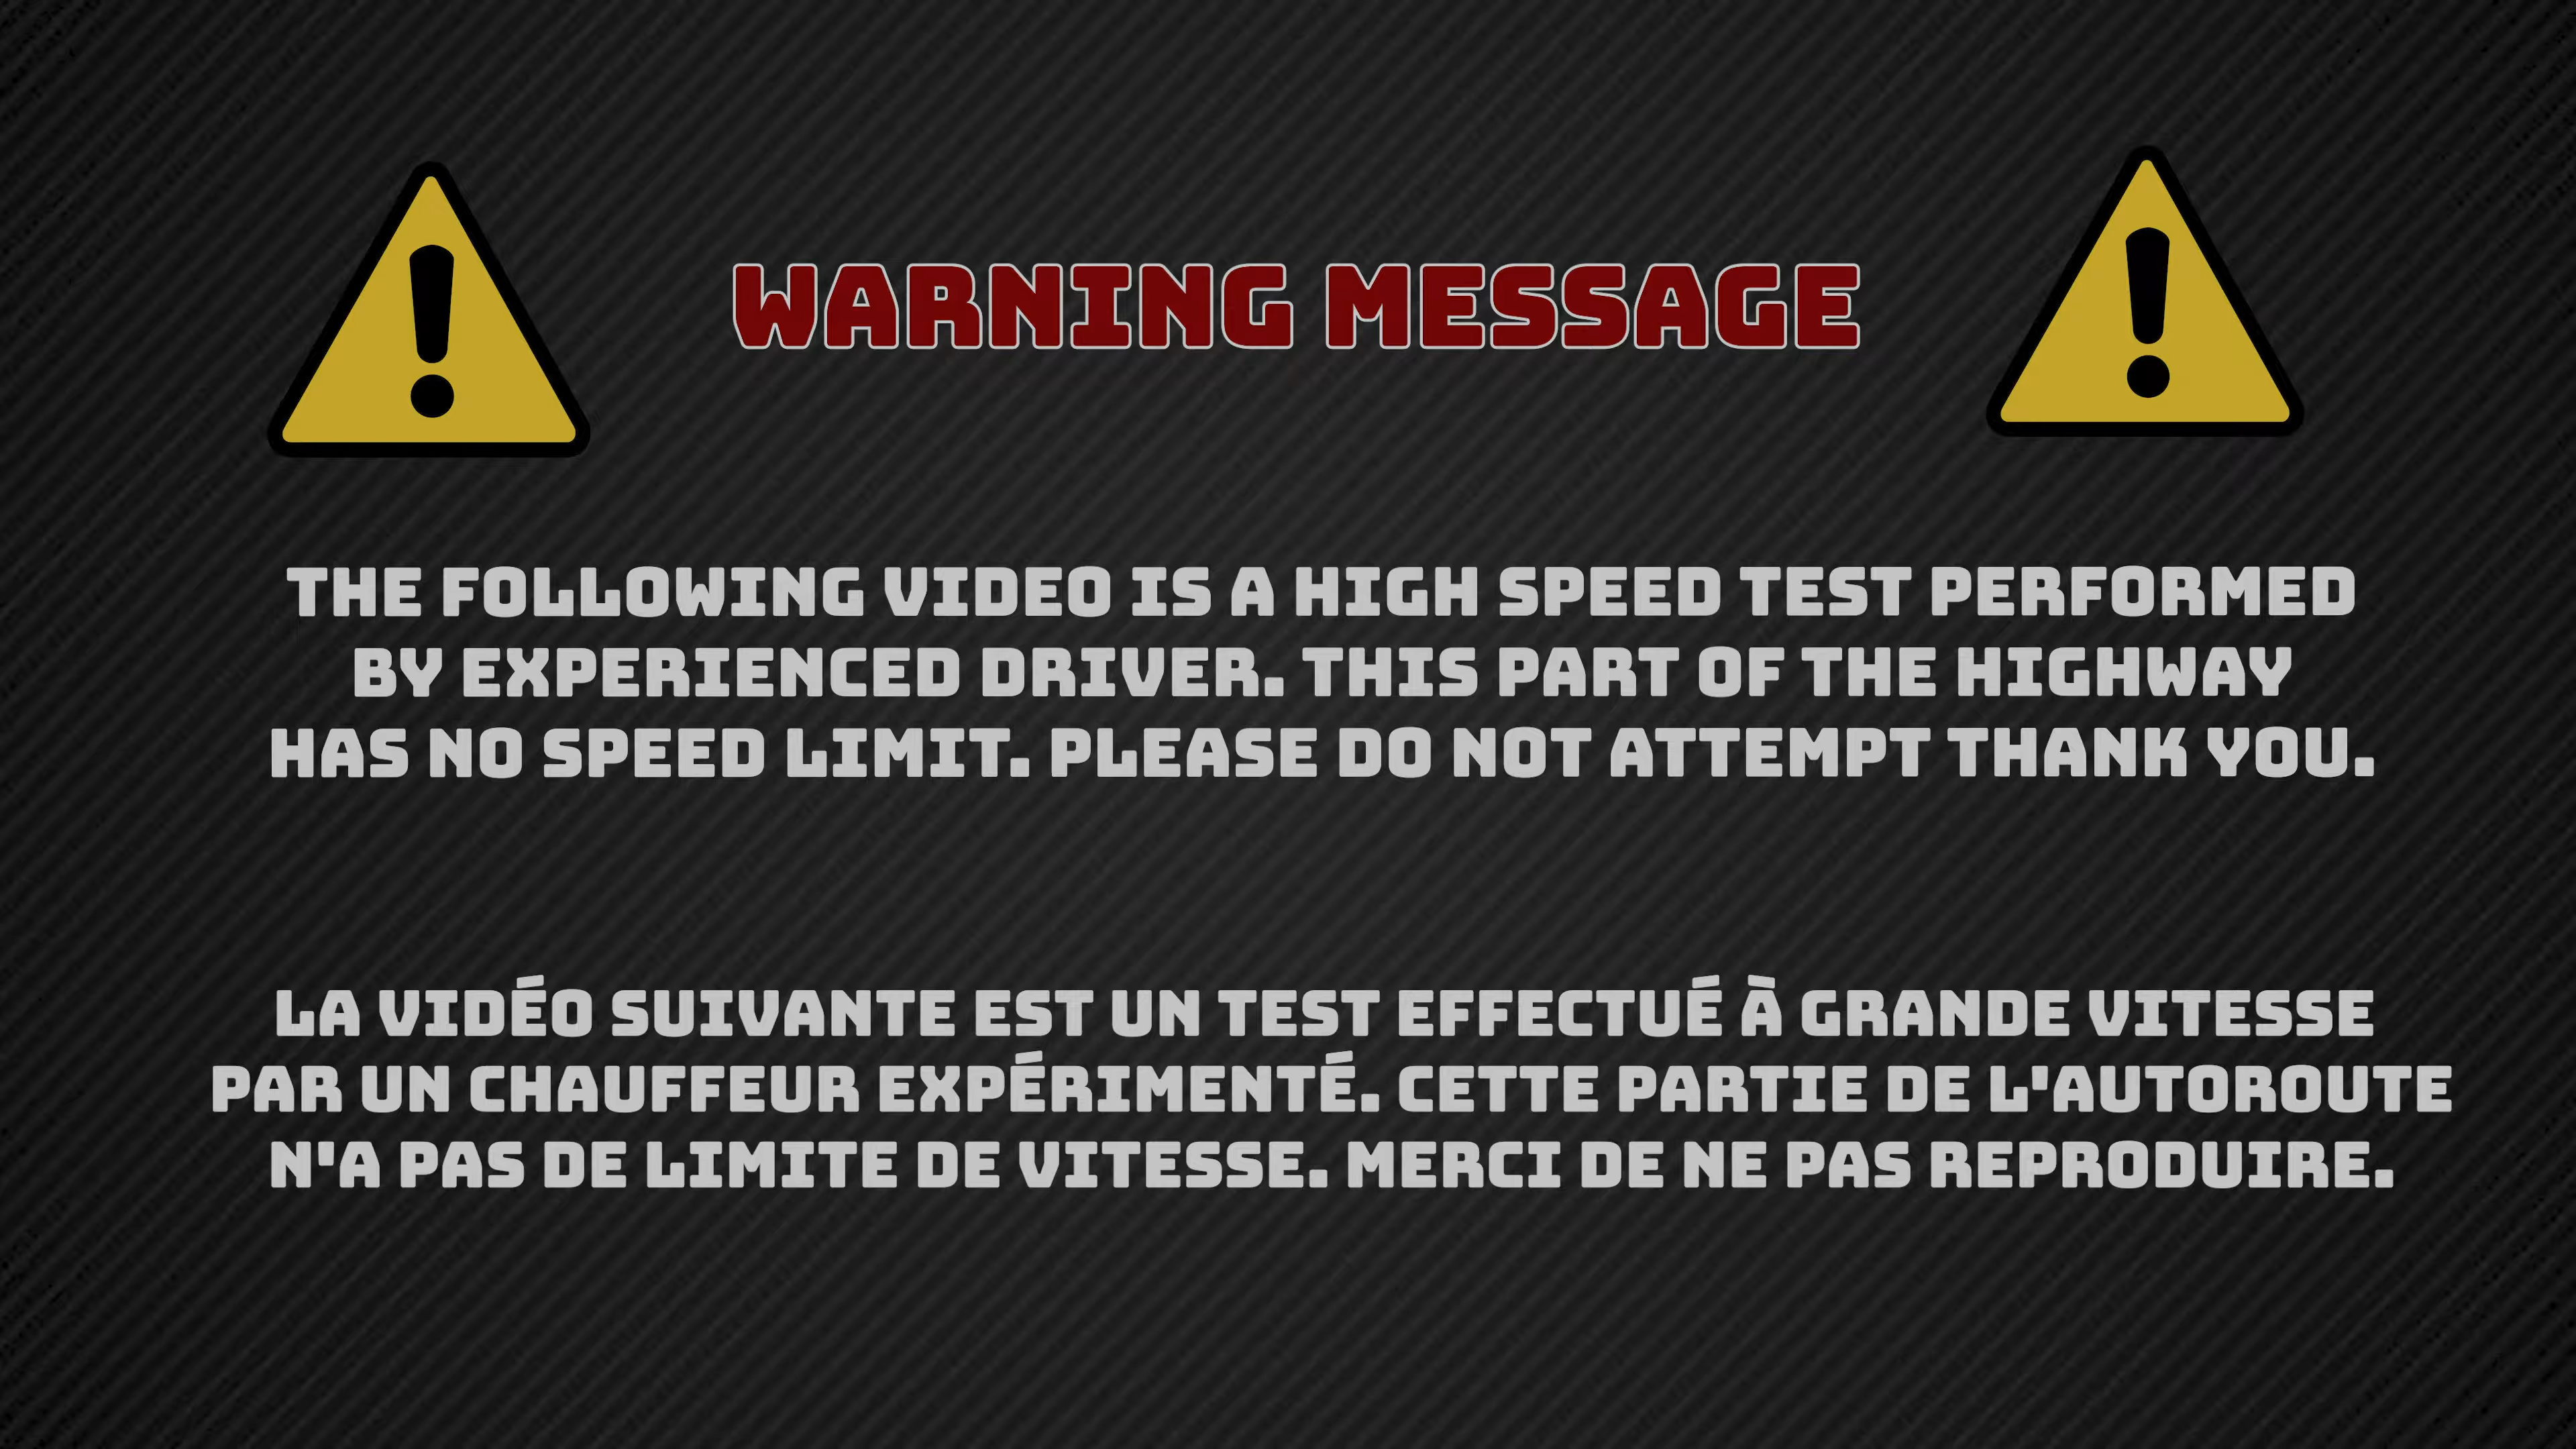 WARNING MESSAGE
THE FOLLOWING VIDEO IS A HIGH SPEED TEST PERFORMED
BY EXPERIENCED DRIVER. THIS PART OF THE HIGHWAY
HAS NO SPEED LIMIT. PLEASE DO NOT ATTEMPT THANK YOU.
LA VIDÉO SUIVANTE EST UN TEST EFFECTUÉ À GRANDE VITESSE
PAR UN CHAUFFEUR EXPÉRIMENTÉ. CETTE PARTIE DE L'AUTOROUTE
N'A PAS DE LIMITE DE VITESSE. MERCI DE NE PAS REPRODUIRE.